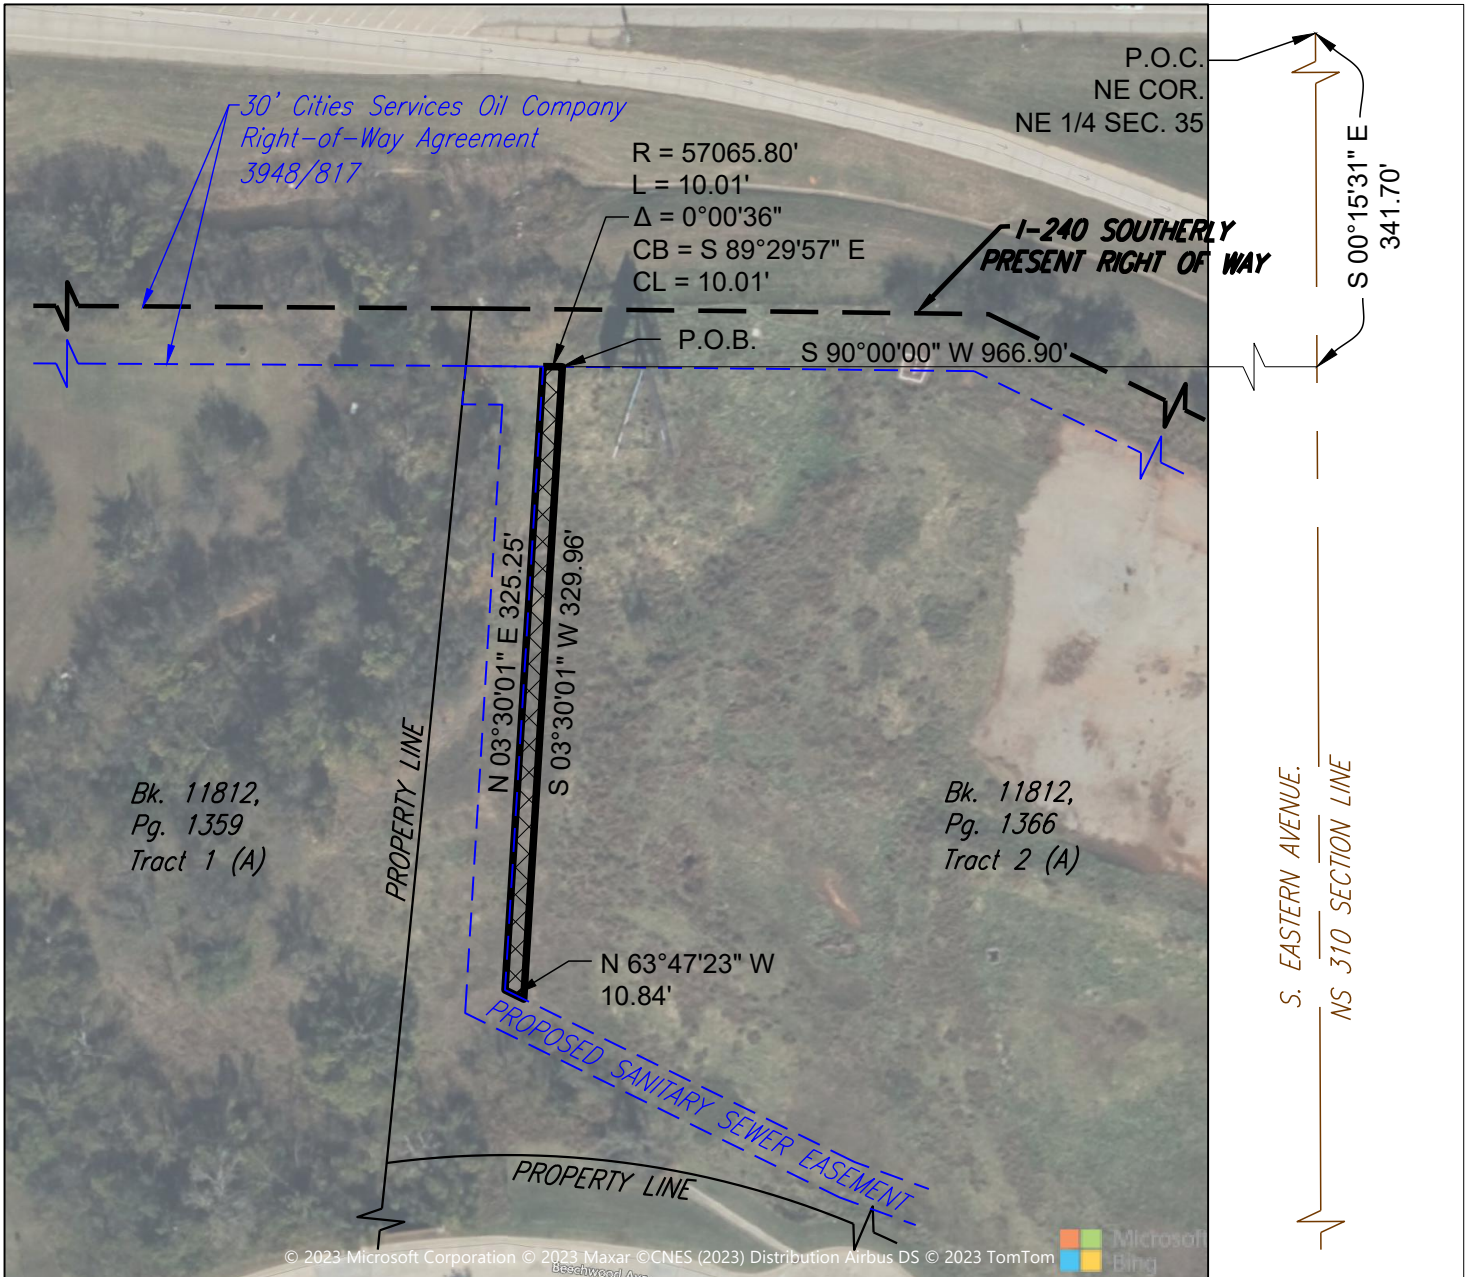 P.O.C.
NE COR.
NE 1/4 SEC. 35
S 00°15'31" E
341.70'
30' Cities Services Oil Company
Right-of-Way Agreement
3948/817
R = 57065.80'
L = 10.01'
Δ = 0°00'36"
CB = S 89°29'57" E
CL = 10.01'
I-240 SOUTHERLY
PRESENT RIGHT OF WAY
P.O.B.
S 90°00'00" W 966.90'
N 03°30'01" E 325.25'
S 03°30'01" W 329.96'
PROPERTY LINE
Bk. 11812,
Pg. 1359
Tract 1 (A)
Bk. 11812,
Pg. 1366
Tract 2 (A)
S. EASTERN AVENUE.
NS 310 SECTION LINE
N 63°47'23" W
10.84'
PROPOSED SANITARY SEWER EASEMENT
PROPERTY LINE
© 2023 Microsoft Corporation © 2023 Maxar ©CNES (2023) Distribution Airbus DS © 2023 TomTom
Microsoft
Bing
Beechwood Ave